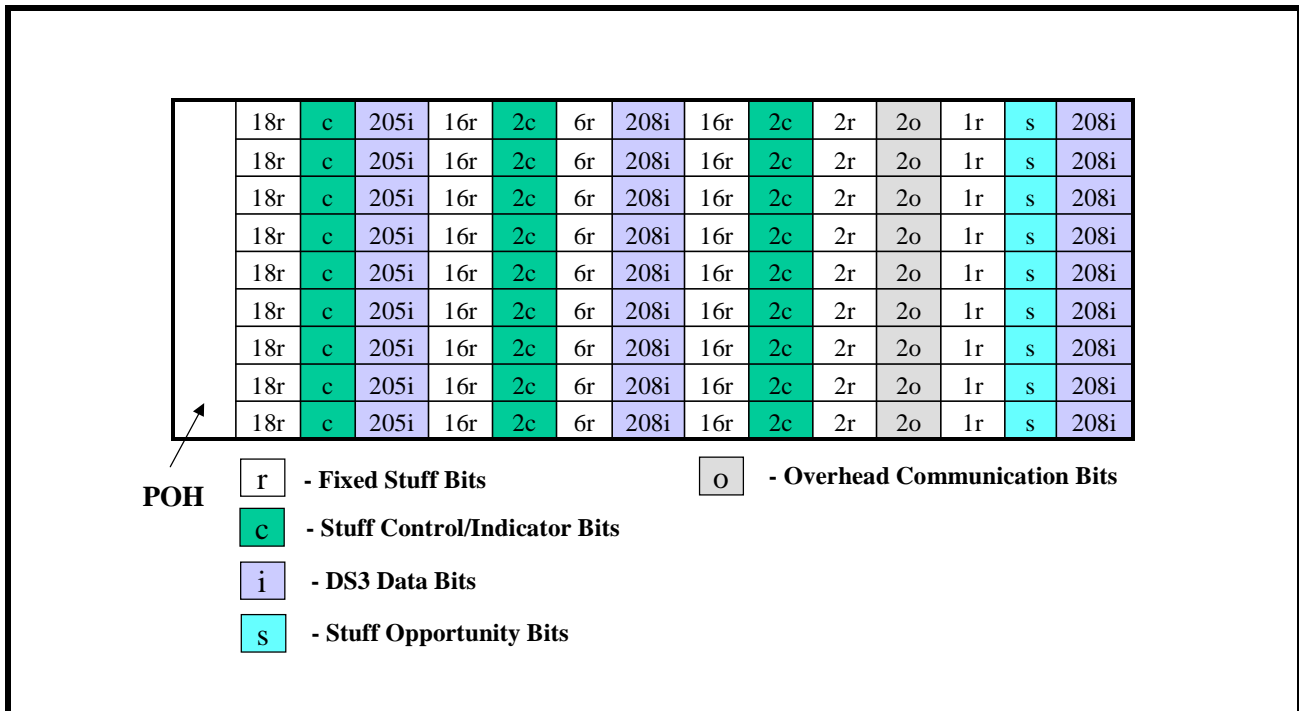 18r c 205i 16r 2c 6r 208i 16r 2c 2r 2o 1r s 208i
18r c 205i 16r 2c 6r 208i 16r 2c 2r 2o 1r s 208i
18r c 205i 16r 2c 6r 208i 16r 2c 2r 2o 1r s 208i
18r c 205i 16r 2c 6r 208i 16r 2c 2r 2o 1r s 208i
18r c 205i 16r 2c 6r 208i 16r 2c 2r 2o 1r s 208i
18r c 205i 16r 2c 6r 208i 16r 2c 2r 2o 1r s 208i
18r c 205i 16r 2c 6r 208i 16r 2c 2r 2o 1r s 208i
18r c 205i 16r 2c 6r 208i 16r 2c 2r 2o 1r s 208i
18r c 205i 16r 2c 6r 208i 16r 2c 2r 2o 1r s 208i
POH
r - Fixed Stuff Bits
o - Overhead Communication Bits
c - Stuff Control/Indicator Bits
i - DS3 Data Bits
s - Stuff Opportunity Bits